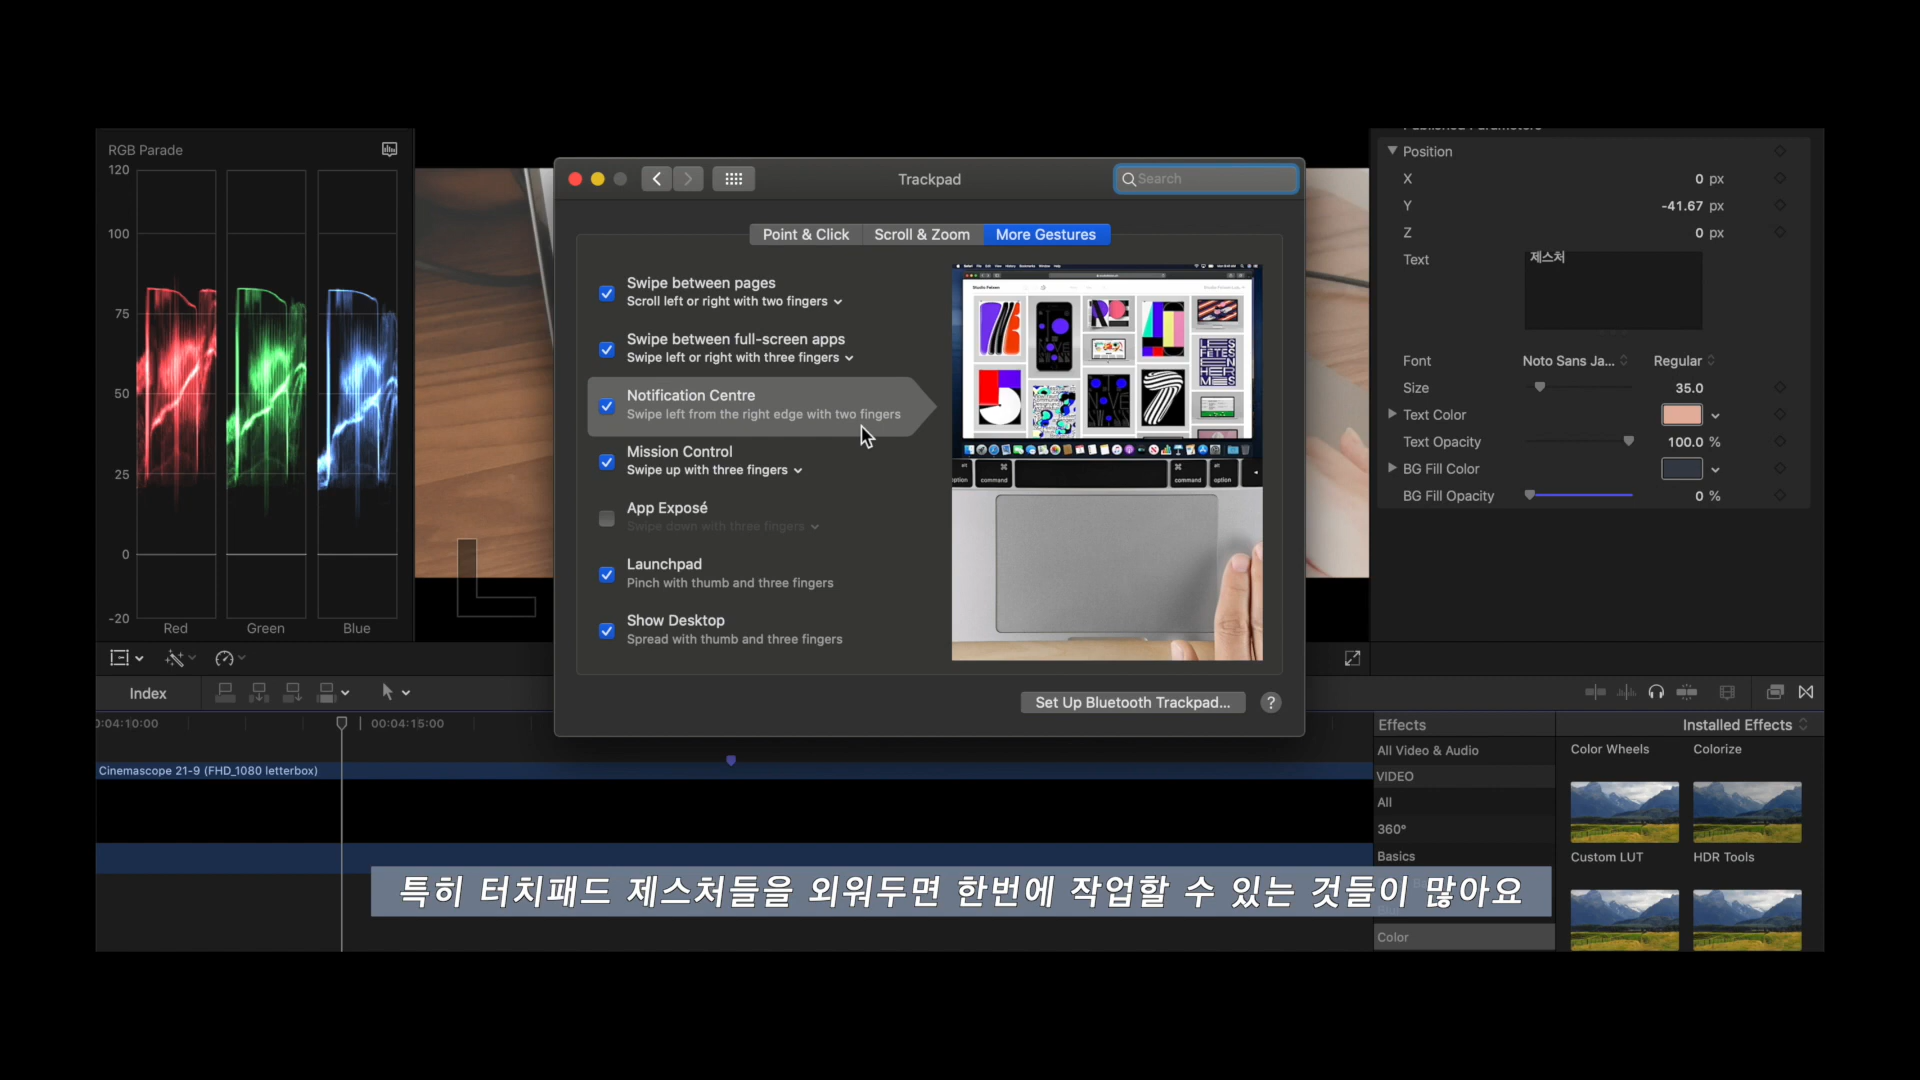 RGB Parade
120
100
75
50
25
0
-20
Red
Green
Blue
Trackpad
Search
Point & Click
Scroll & Zoom
More Gestures
Swipe between pages
Scroll left or right with two fingers
Swipe between full-screen apps
Swipe left or right with three fingers
Notification Centre
Swipe left from the right edge with two fingers
Mission Control
Swipe up with three fingers
App Exposé
Swipe down with three fingers
Launchpad
Pinch with thumb and three fingers
Show Desktop
Spread with thumb and three fingers
command
command
option
Set Up Bluetooth Trackpad...
?
Position
X
0 px
Y
-41.67 px
Z
0 px
Text
제스처
Font
Noto Sans Ja...
Regular
Size
35.0
Text Color
Text Opacity
100.0 %
BG Fill Color
BG Fill Opacity
0 %
Index
:04:10:00
00:04:15:00
Cinemascope 21-9 (FHD_1080 letterbox)
Effects
Installed Effects
All Video & Audio
VIDEO
All
360°
Basics
Color
Color Wheels
Colorize
Custom LUT
HDR Tools
특히 터치패드 제스처들을 외워두면 한번에 작업할 수 있는 것들이 많아요